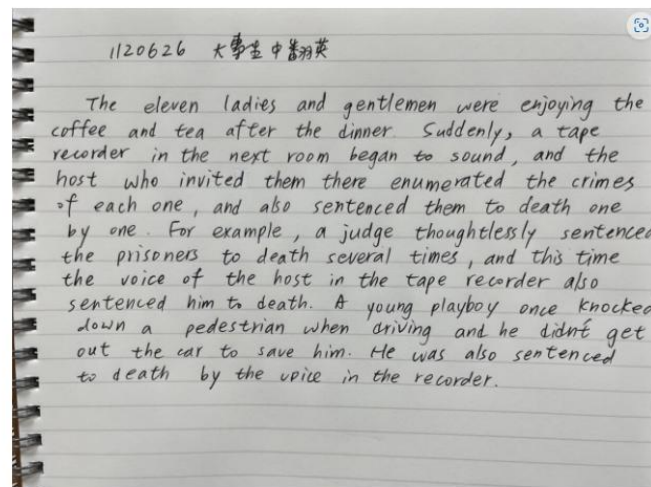 1120626 大事生中翻英
The eleven ladies and gentlemen were enjoying the
coffee and tea after the dinner. Suddenly, a tape
recorder in the next room began to sound, and the
host who invited them there enumerated the crimes
of each one, and also sentenced them to death one
by one. For example, a judge thoughtlessly sentenced
the prisoners to death several times, and this time
the voice of the host in the tape recorder also
sentenced him to death. A young playboy once knocked
down a pedestrian when driving and he didn't get
out the car to save him. He was also sentenced
to death by the voice in the recorder.